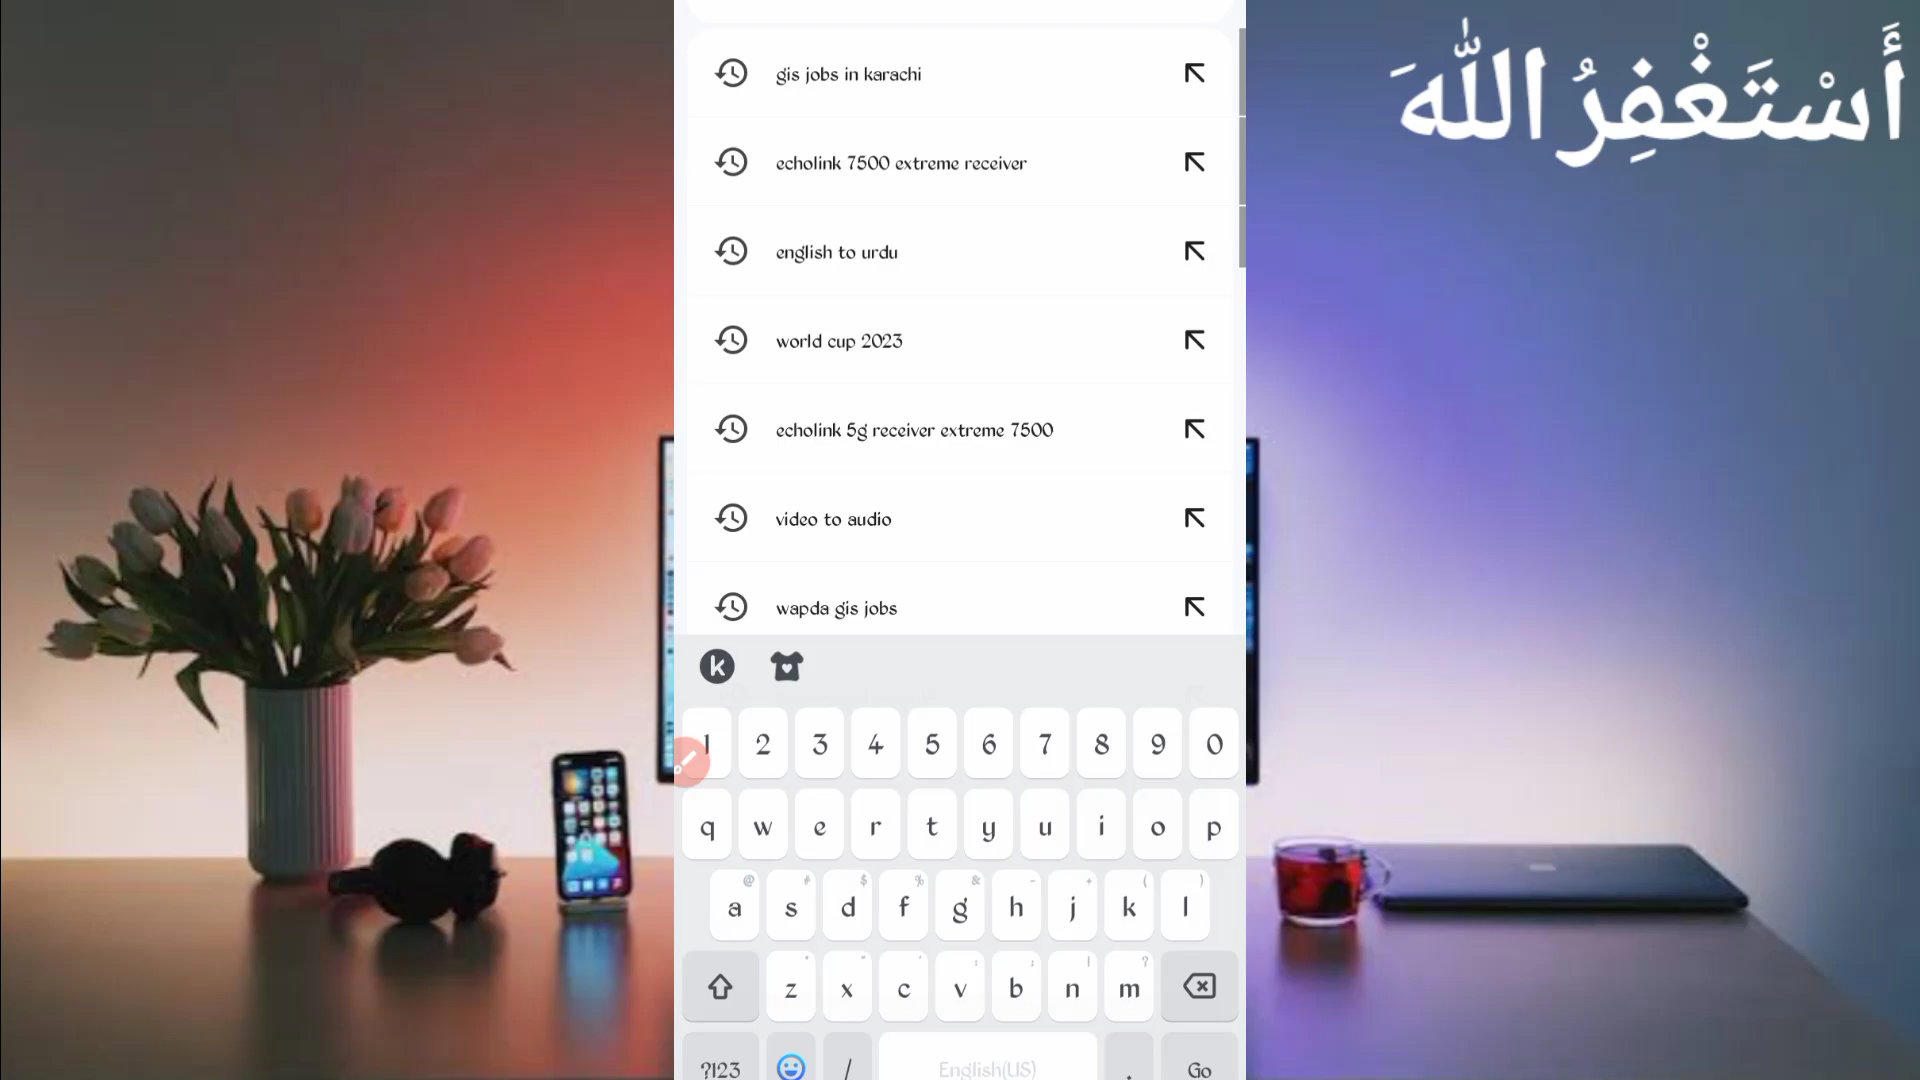 أَسْتَغْفِرُ اللّٰهَ
gis jobs in karachi
echolink 7500 extreme receiver
english to urdu
world cup 2023
echolink 5g receiver extreme 7500
video to audio
wapda gis jobs
k
1 2 3 4 5 6 7 8 9 0
q w e r t y u i o p
@ # $ % & - + ( )
a s d f g h j k l
* " ' : ; ! ?
z x c v b n m
?123 / English(US) . Go